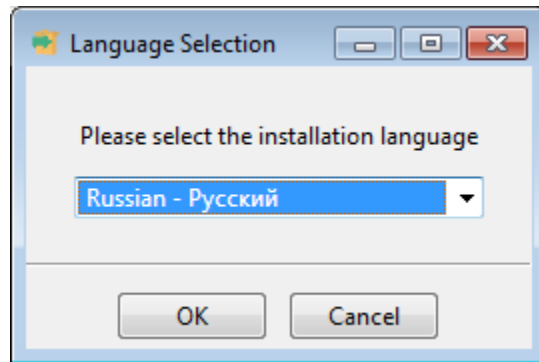 Language Selection
Please select the installation language
Russian - Русский
OK
Cancel